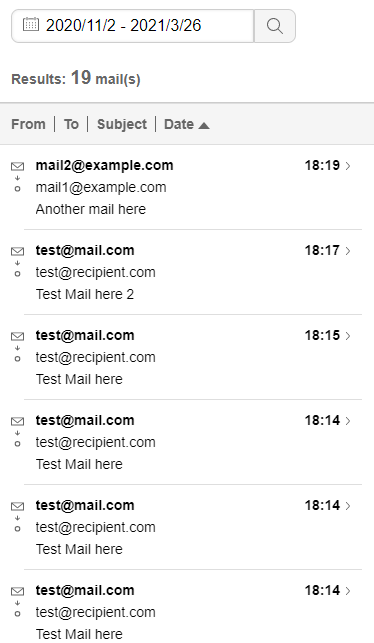 2020/11/2 - 2021/3/26
Results: 19 mail(s)
From | To | Subject | Date
mail2@example.com 18:19
mail1@example.com
Another mail here
test@mail.com 18:17
test@recipient.com
Test Mail here 2
test@mail.com 18:15
test@recipient.com
Test Mail here
test@mail.com 18:14
test@recipient.com
Test Mail here
test@mail.com 18:14
test@recipient.com
Test Mail here
test@mail.com 18:14
test@recipient.com
Test Mail here